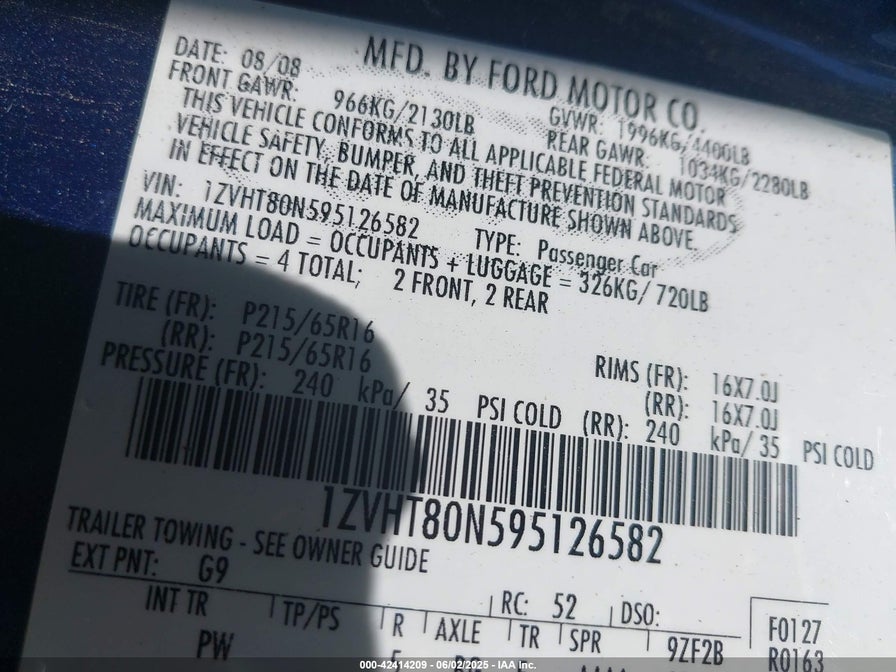 MFD. BY FORD MOTOR CO.
DATE: 08/08 GVWR: 1996KG/4400LB
FRONT GAWR: 966KG/2130LB REAR GAWR: 1034KG/2280LB
THIS VEHICLE CONFORMS TO ALL APPLICABLE FEDERAL MOTOR
VEHICLE SAFETY, BUMPER, AND THEFT PREVENTION STANDARDS
IN EFFECT ON THE DATE OF MANUFACTURE SHOWN ABOVE.
VIN: 1ZVHT80N595126582 TYPE: Passenger Car
MAXIMUM LOAD = OCCUPANTS + LUGGAGE = 326KG/ 720LB
OCCUPANTS = 4 TOTAL; 2 FRONT, 2 REAR
TIRE (FR): P215/65R16 RIMS (FR): 16X7.0J
(RR): P215/65R16 (RR): 16X7.0J
PRESSURE (FR): 240 kPa/ 35 PSI COLD (RR): 240 kPa/ 35 PSI COLD
1ZVHT80N595126582
TRAILER TOWING - SEE OWNER GUIDE
EXT PNT: G9 RC: 52 DSO: F0127
INT TR TP/PS R AXLE TR SPR 9ZF2B R0163
PW
000-42414209 - 06/02/2025 - IAA Inc.